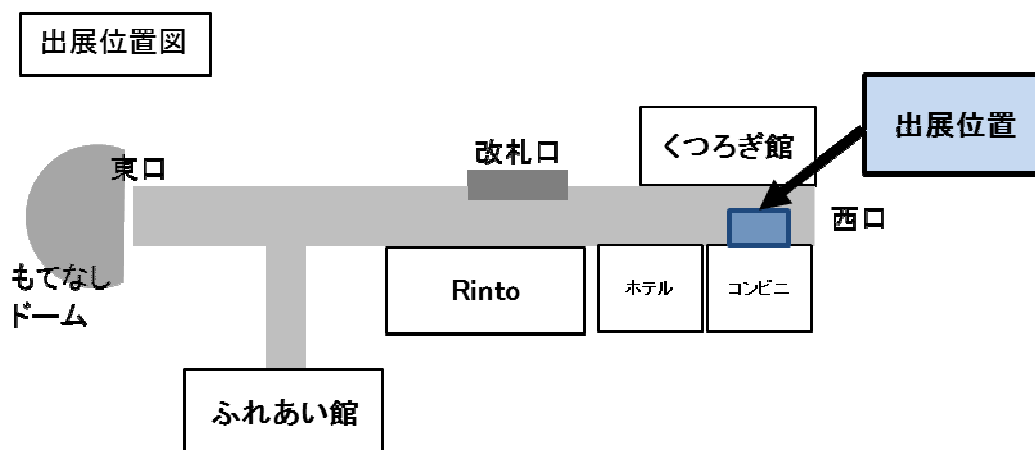 出展位置図
出展位置
くつろぎ館
改札口
東口
西口
もてなし
ドーム
Rinto
ホテル
コンビニ
ふれあい館